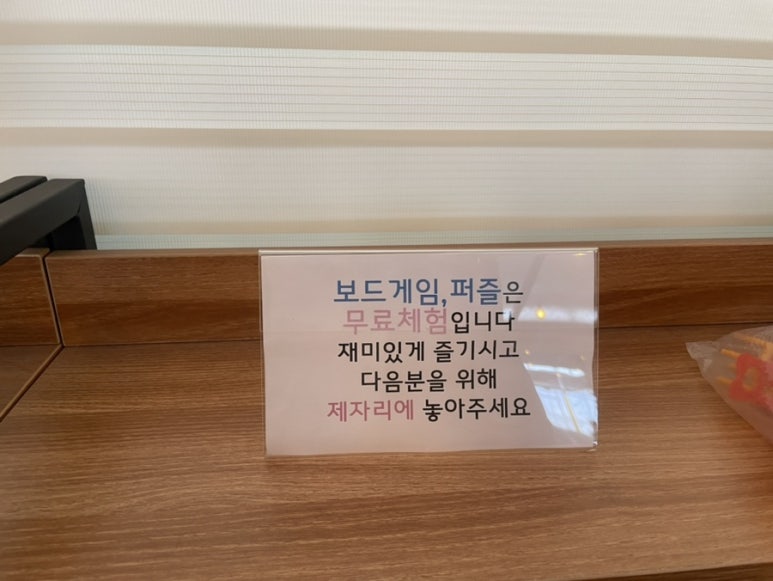 보드게임,퍼즐은
무료체험입니다
재미있게 즐기시고
다음분을 위해
제자리에 놓아주세요